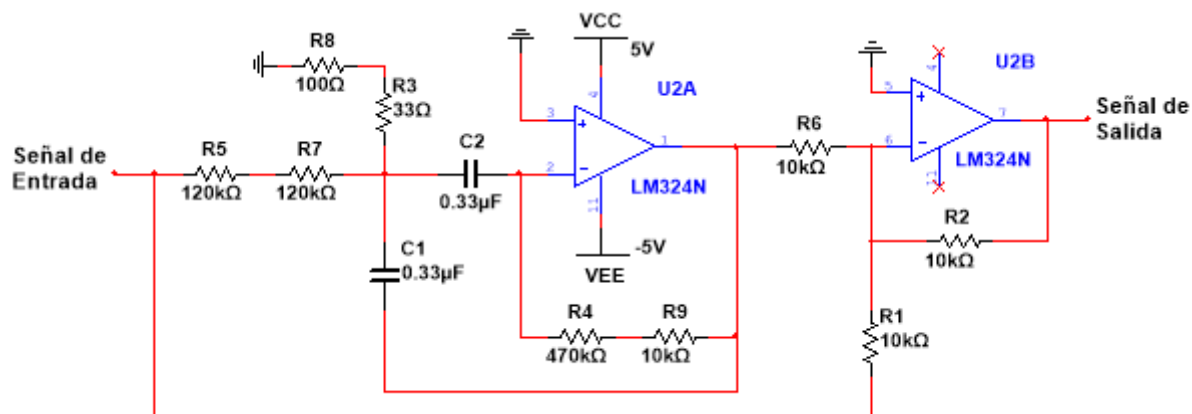 VCC
5V
R8
100Ω
R3
33Ω
4
U2A
3
1
2
11
LM324N
-5V
VEE
Señal de
Entrada
R5
120kΩ
R7
120kΩ
C2
0.33µF
C1
0.33µF
R4
470kΩ
R9
10kΩ
R6
10kΩ
4
U2B
5
7
6
11
LM324N
Señal de
Salida
R2
10kΩ
R1
10kΩ